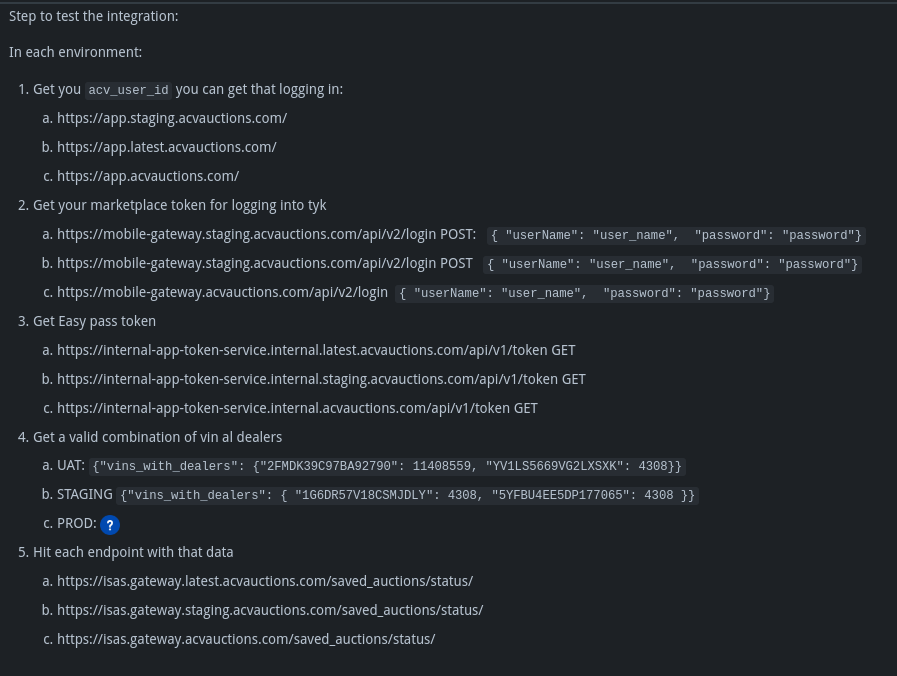 Step to test the integration:
In each environment:
1. Get you acv_user_id you can get that logging in:
a. https://app.staging.acvauctions.com/
b. https://app.latest.acvauctions.com/
c. https://app.acvauctions.com/
2. Get your marketplace token for logging into tyk
a. https://mobile-gateway.staging.acvauctions.com/api/v2/login POST: { "userName": "user_name", "password": "password"}
b. https://mobile-gateway.staging.acvauctions.com/api/v2/login POST { "userName": "user_name", "password": "password"}
c. https://mobile-gateway.acvauctions.com/api/v2/login { "userName": "user_name", "password": "password"}
3. Get Easy pass token
a. https://internal-app-token-service.internal.latest.acvauctions.com/api/v1/token GET
b. https://internal-app-token-service.internal.staging.acvauctions.com/api/v1/token GET
c. https://internal-app-token-service.internal.acvauctions.com/api/v1/token GET
4. Get a valid combination of vin al dealers
a. UAT: {"vins_with_dealers": {"2FMDK39C97BA92790": 11408559, "YV1LS5669VG2LXSXK": 4308}}
b. STAGING {"vins_with_dealers": { "1G6DR57V18CSMJDLY": 4308, "5YFBU4EE5DP177065": 4308 }}
c. PROD: ?
5. Hit each endpoint with that data
a. https://isas.gateway.latest.acvauctions.com/saved_auctions/status/
b. https://isas.gateway.staging.acvauctions.com/saved_auctions/status/
c. https://isas.gateway.acvauctions.com/saved_auctions/status/